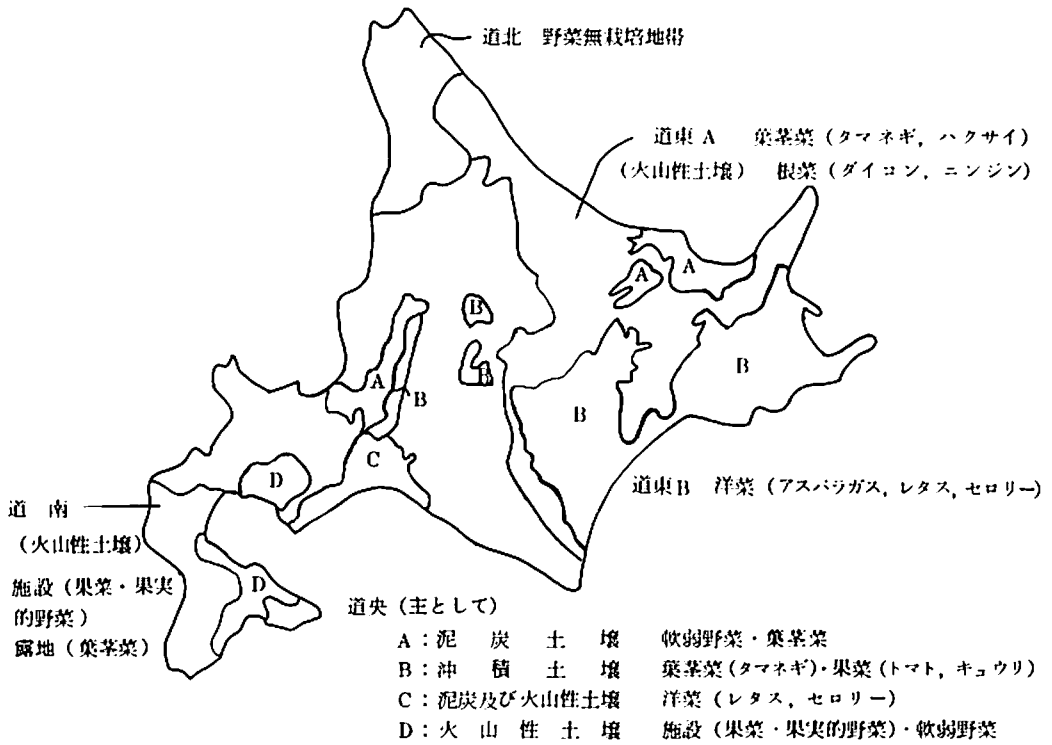 道北 野菜無栽培地帯
道東A 葉茎菜(タマネギ,ハクサイ)
(火山性土壌) 根菜(ダイコン,ニンジン)
A
A
B
B
A
B
B
B
C
D
道東B 洋菜(アスパラガス,レタス,セロリー)
道 南
(火山性土壌)
施設(果菜・果実
的野菜)
露地(葉茎菜)
D
道央(主として)
A:泥炭土壌 軟弱野菜・葉茎菜
B:沖積土壌 葉茎菜(タマネギ)・果菜(トマト,キュウリ)
C:泥炭及び火山性土壌 洋菜(レタス,セロリー)
D:火山性土壌 施設(果菜・果実的野菜)・軟弱野菜